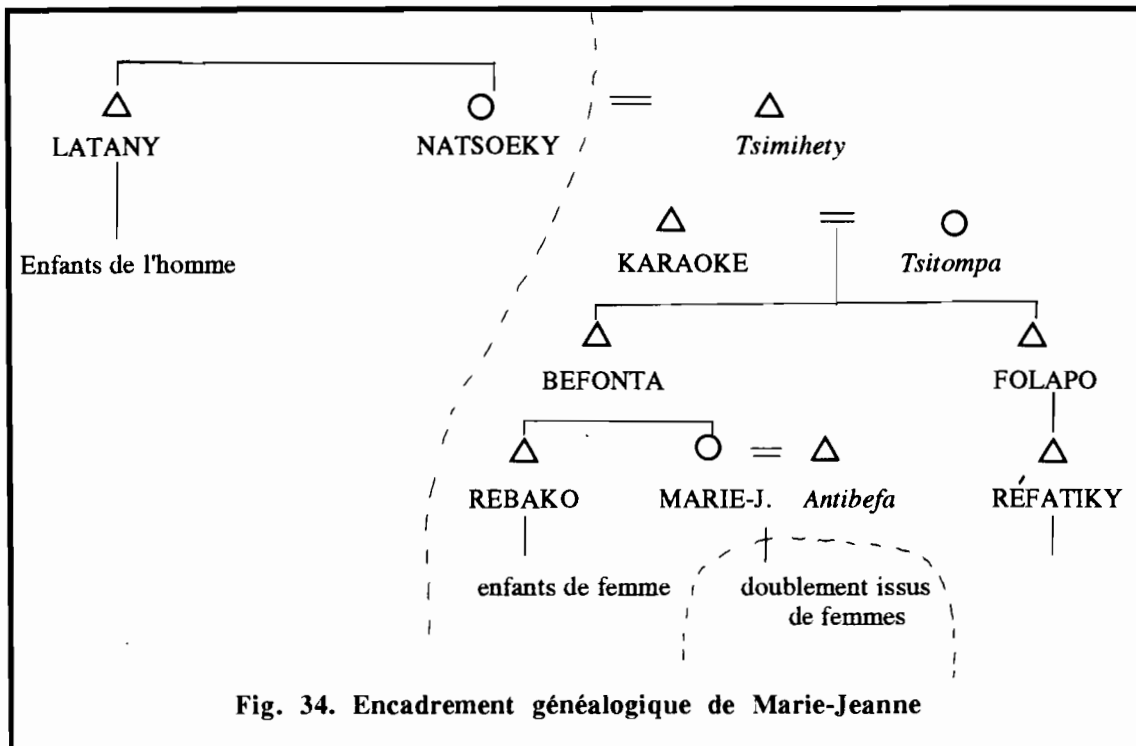 LATANY NATSOEKY Tsimihety
KARAOKE Tsitompa
Enfants de l'homme
BEFONTA FOLAPO
REBAKO MARIE-J. Antibefa RÉFATIKY
enfants de femme doublement issus
de femmes
Fig. 34. Encadrement généalogique de Marie-Jeanne